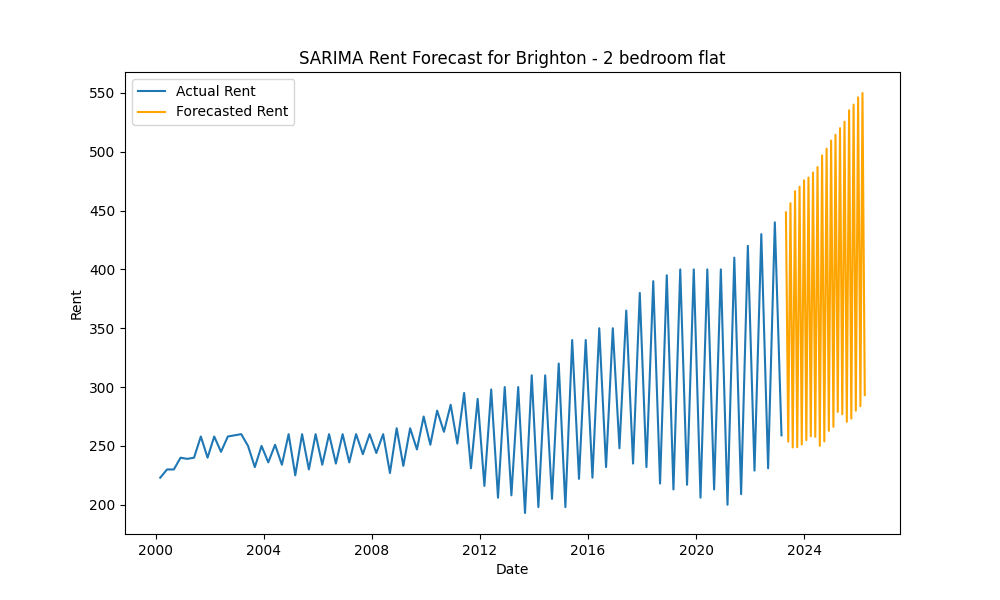 SARIMA Rent Forecast for Brighton - 2 bedroom flat
Actual Rent
Forecasted Rent
550
500
450
400
350
300
250
200
Rent
2000 2004 2008 2012 2016 2020 2024
Date